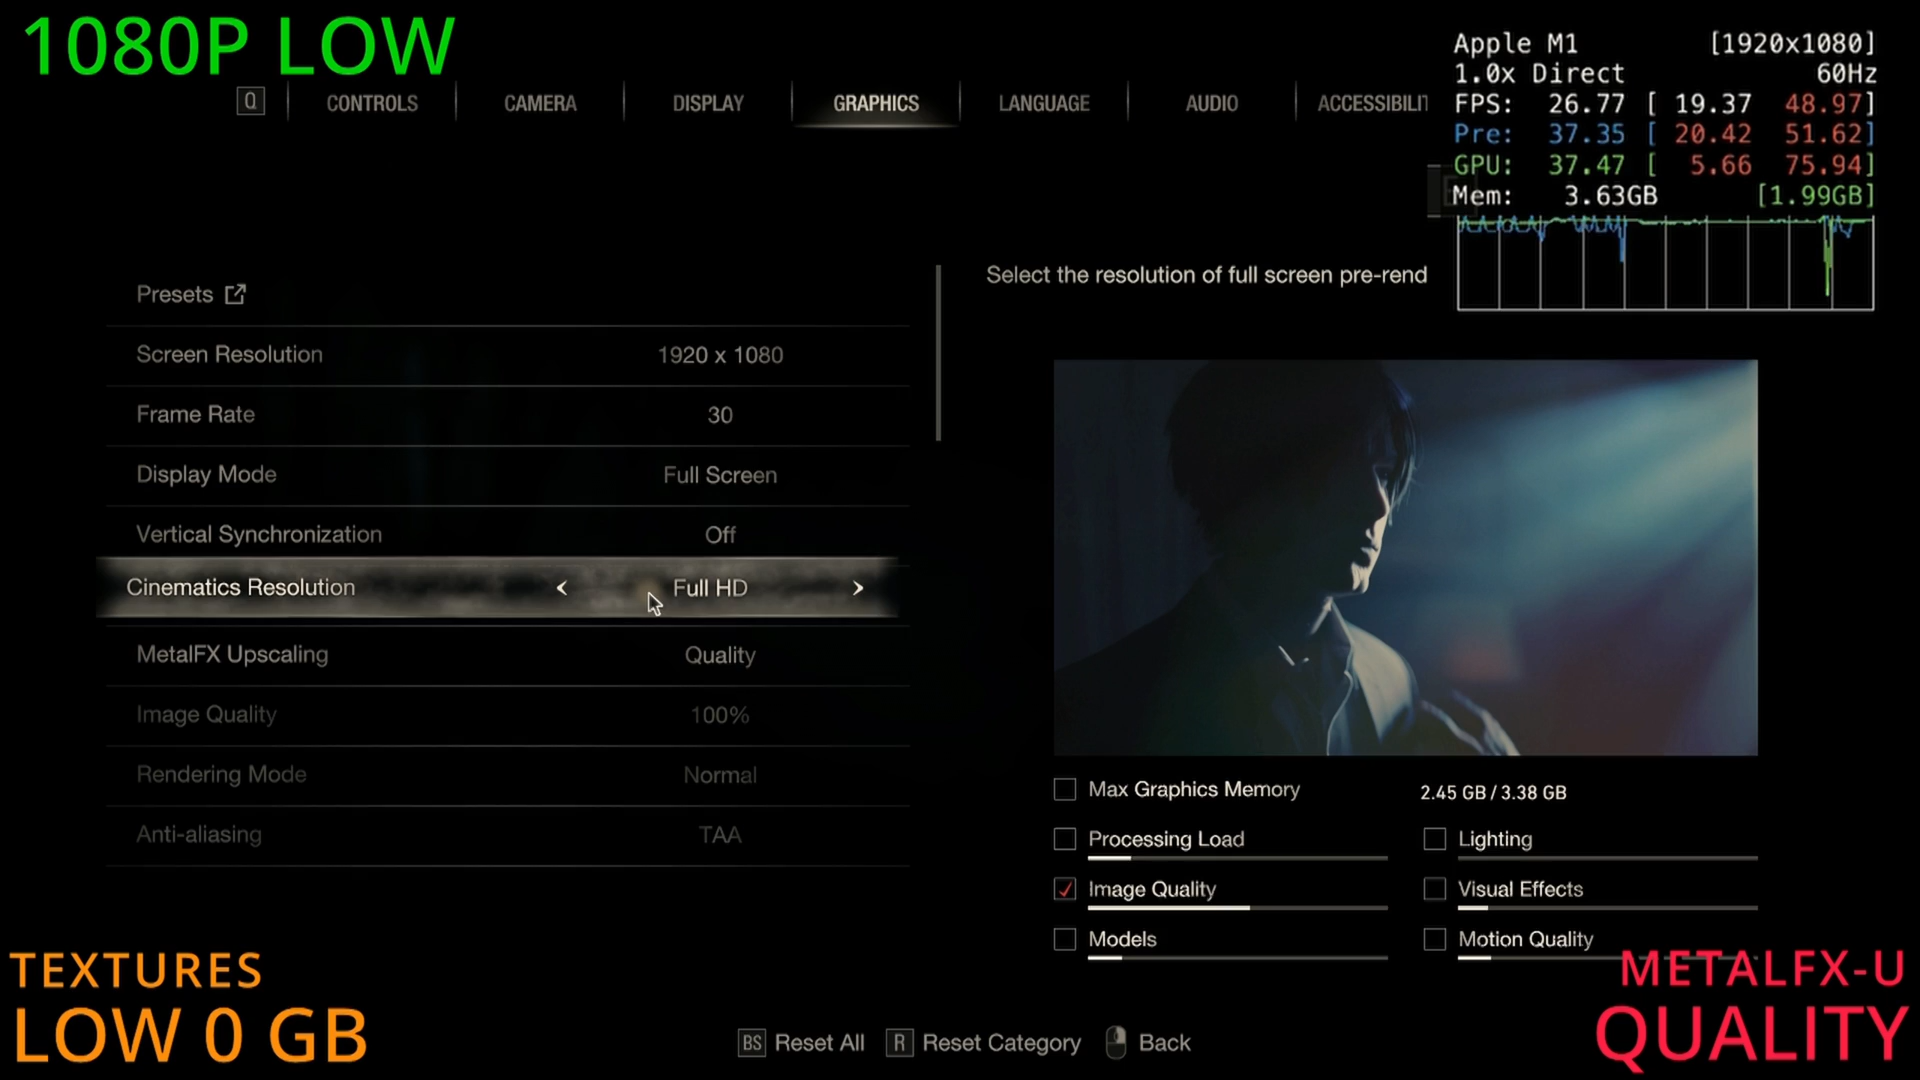 1080P LOW
Apple M1 [1920x1080]
1.0x Direct 60Hz
FPS: 26.77 [ 19.37 48.97]
Pre: 37.35 [ 20.42 51.62]
GPU: 37.47 [ 5.66 75.94]
Mem: 3.63GB [1.99GB]
Q CONTROLS CAMERA DISPLAY GRAPHICS LANGUAGE AUDIO ACCESSIBILIT
Presets
Screen Resolution 1920 x 1080
Frame Rate 30
Display Mode Full Screen
Vertical Synchronization Off
Cinematics Resolution < Full HD >
MetalFX Upscaling Quality
Image Quality 100%
Rendering Mode Normal
Anti-aliasing TAA
Select the resolution of full screen pre-rend
Max Graphics Memory 2.45 GB / 3.38 GB
Processing Load Lighting
Image Quality Visual Effects
Models Motion Quality
TEXTURES
LOW 0 GB
METALFX-U
QUALITY
BS Reset All R Reset Category Back